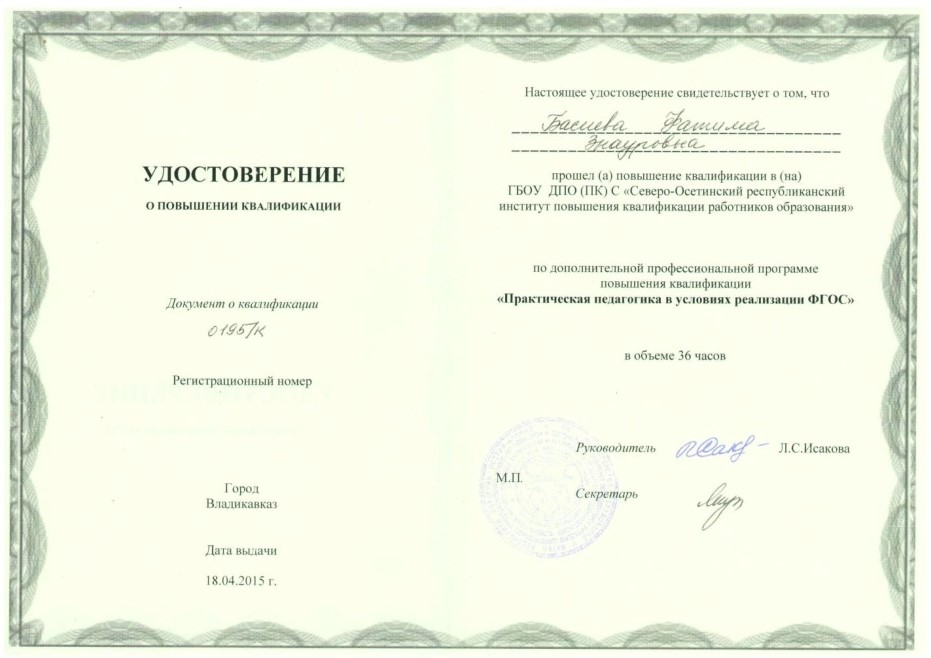 УДОСТОВЕРЕНИЕ
О ПОВЫШЕНИИ КВАЛИФИКАЦИИ
Документ о квалификации
0195/К
Регистрационный номер
Город
Владикавказ
Дата выдачи
18.04.2015 г.
Настоящее удостоверение свидетельствует о том, что
Басиева Фатима
Знауровна
прошел (а) повышение квалификации в (на)
ГБОУ ДПО (ПК) С «Северо-Осетинский республиканский
институт повышения квалификации работников образования»
по дополнительной профессиональной программе
повышения квалификации
«Практическая педагогика в условиях реализации ФГОС»
в объеме 36 часов
Руководитель Л.С.Исакова
М.П.
Секретарь